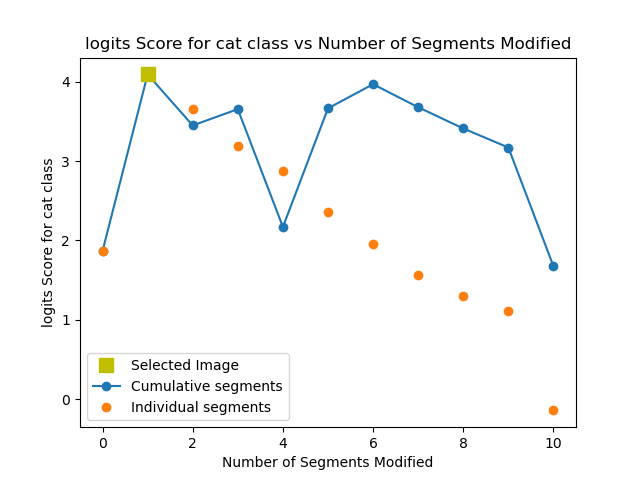 logits Score for cat class vs Number of Segments Modified
4
3
2
1
0
logits Score for cat class
Selected Image
Cumulative segments
Individual segments
0 2 4 6 8 10
Number of Segments Modified